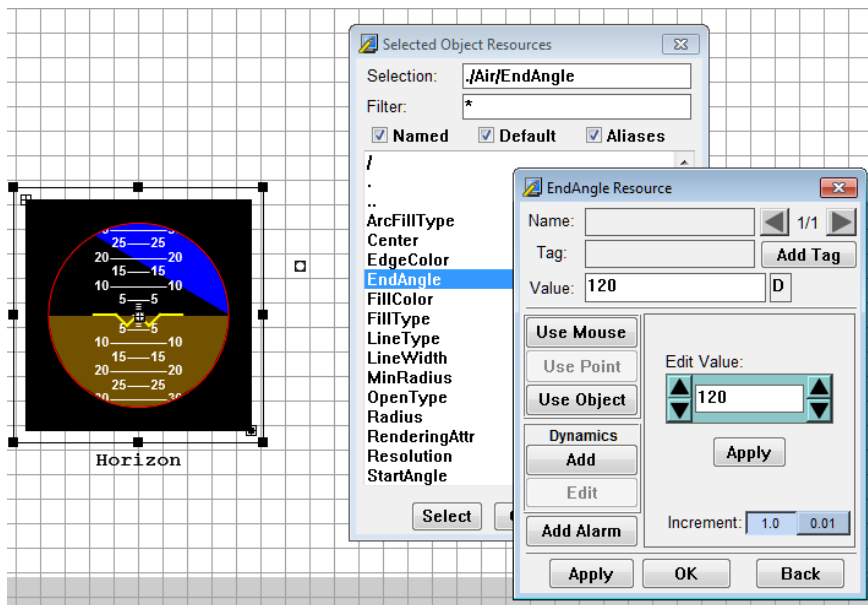 Selected Object Resources
Selection: ./Air/EndAngle
Filter: *
Named Default Aliases
/
.
..
ArcFillType
Center
EdgeColor
EndAngle
FillColor
FillType
LineType
LineWidth
MinRadius
OpenType
Radius
RenderingAttr
Resolution
StartAngle
Select
EndAngle Resource
Name: 1/1
Tag: Add Tag
Value: 120 D
Use Mouse
Use Point
Use Object
Dynamics
Add
Edit
Add Alarm
Edit Value:
120
Apply
Increment: 1.0 0.01
Apply OK Back
25 25
20 20
15 15
10 10
5 5
5 5
10 10
15 15
20 20
25 25
Horizon